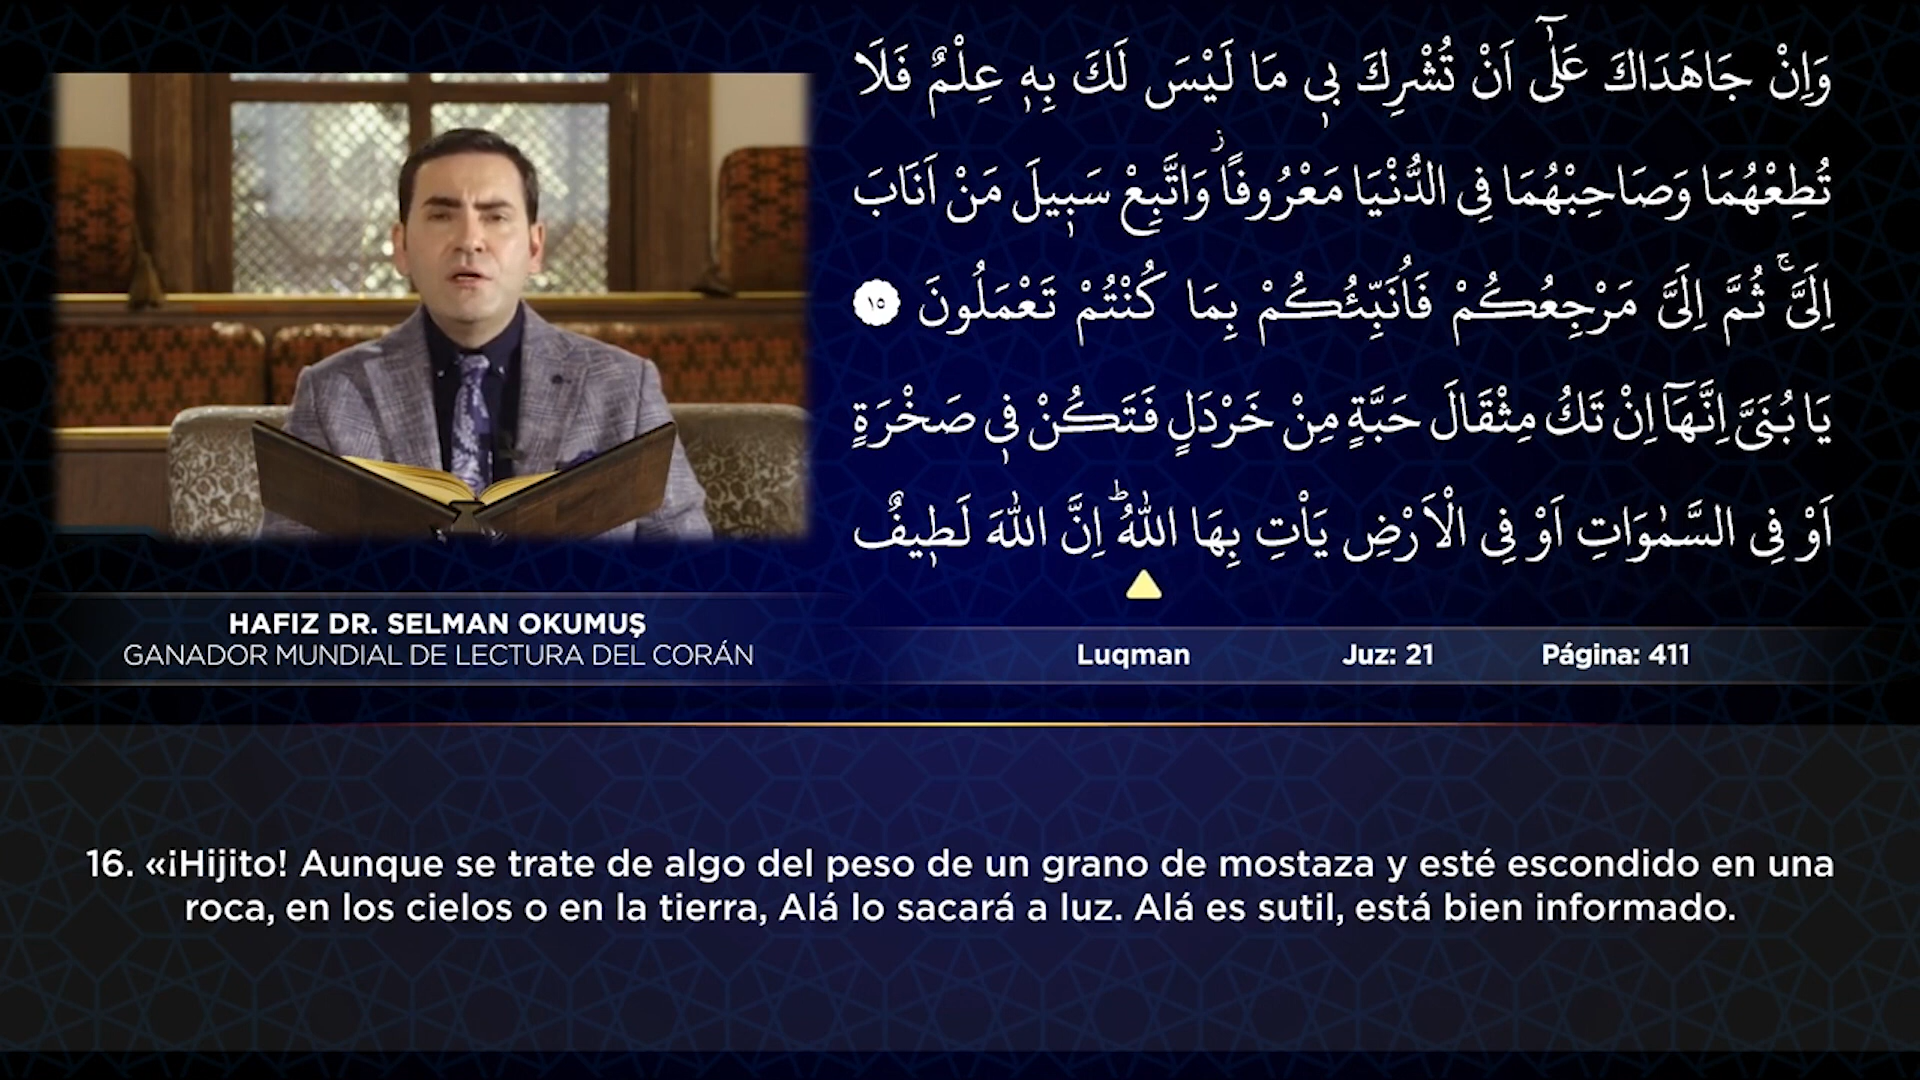 وَاِنْ جَاهَدَاكَ عَلٰٓى اَنْ تُشْرِكَ بٖي مَا لَيْسَ لَكَ بِهٖ عِلْمٌ فَلَا
تُطِعْهُمَا وَصَاحِبْهُمَا فِي الدُّنْيَا مَعْرُوفًاؗ وَاتَّبِعْ سَبٖيلَ مَنْ اَنَابَ
اِلَيَّۚ ثُمَّ اِلَيَّ مَرْجِعُكُمْ فَاُنَبِّئُكُمْ بِمَا كُنْتُمْ تَعْمَلُونَ ١٥
يَا بُنَيَّ اِنَّهَٓا اِنْ تَكُ مِثْقَالَ حَبَّةٍ مِنْ خَرْدَلٍ فَتَكُنْ فٖي صَخْرَةٍ
اَوْ فِي السَّمٰوَاتِ اَوْ فِي الْاَرْضِ يَأْتِ بِهَا اللّٰهُؕ اِنَّ اللّٰهَ لَطٖيفٌ
HAFIZ DR. SELMAN OKUMUŞ
GANADOR MUNDIAL DE LECTURA DEL CORÁN
Luqman Juz: 21 Página: 411
16. «¡Hijito! Aunque se trate de algo del peso de un grano de mostaza y esté escondido en una
roca, en los cielos o en la tierra, Alá lo sacará a luz. Alá es sutil, está bien informado.